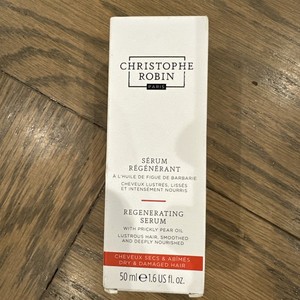 CHRISTOPHE
ROBIN
PARIS
SÉRUM
RÉGÉNÉRANT
À L'HUILE DE FIGUE DE BARBARIE
CHEVEUX LUSTRÉS, LISSÉS
ET INTENSÉMENT NOURRIS
REGENERATING
SERUM
WITH PRICKLY PEAR OIL
LUSTROUS HAIR, SMOOTHED
AND DEEPLY NOURISHED
CHEVEUX SECS & ABÎMÉS
DRY & DAMAGED HAIR
50 ml ℮ 1.6 US fl. oz.